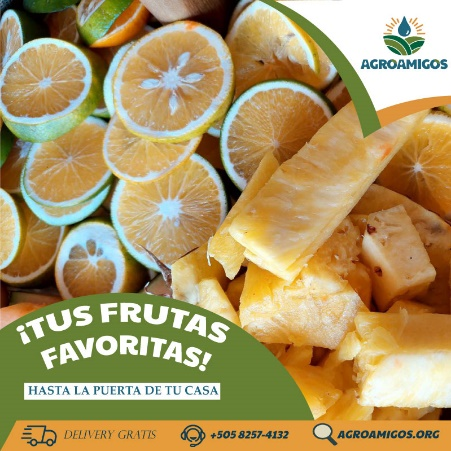 AGROAMIGOS
¡TUS FRUTAS
FAVORITAS!
HASTA LA PUERTA DE TU CASA
DELIVERY GRATIS
+505 8257-4132
AGROAMIGOS.ORG